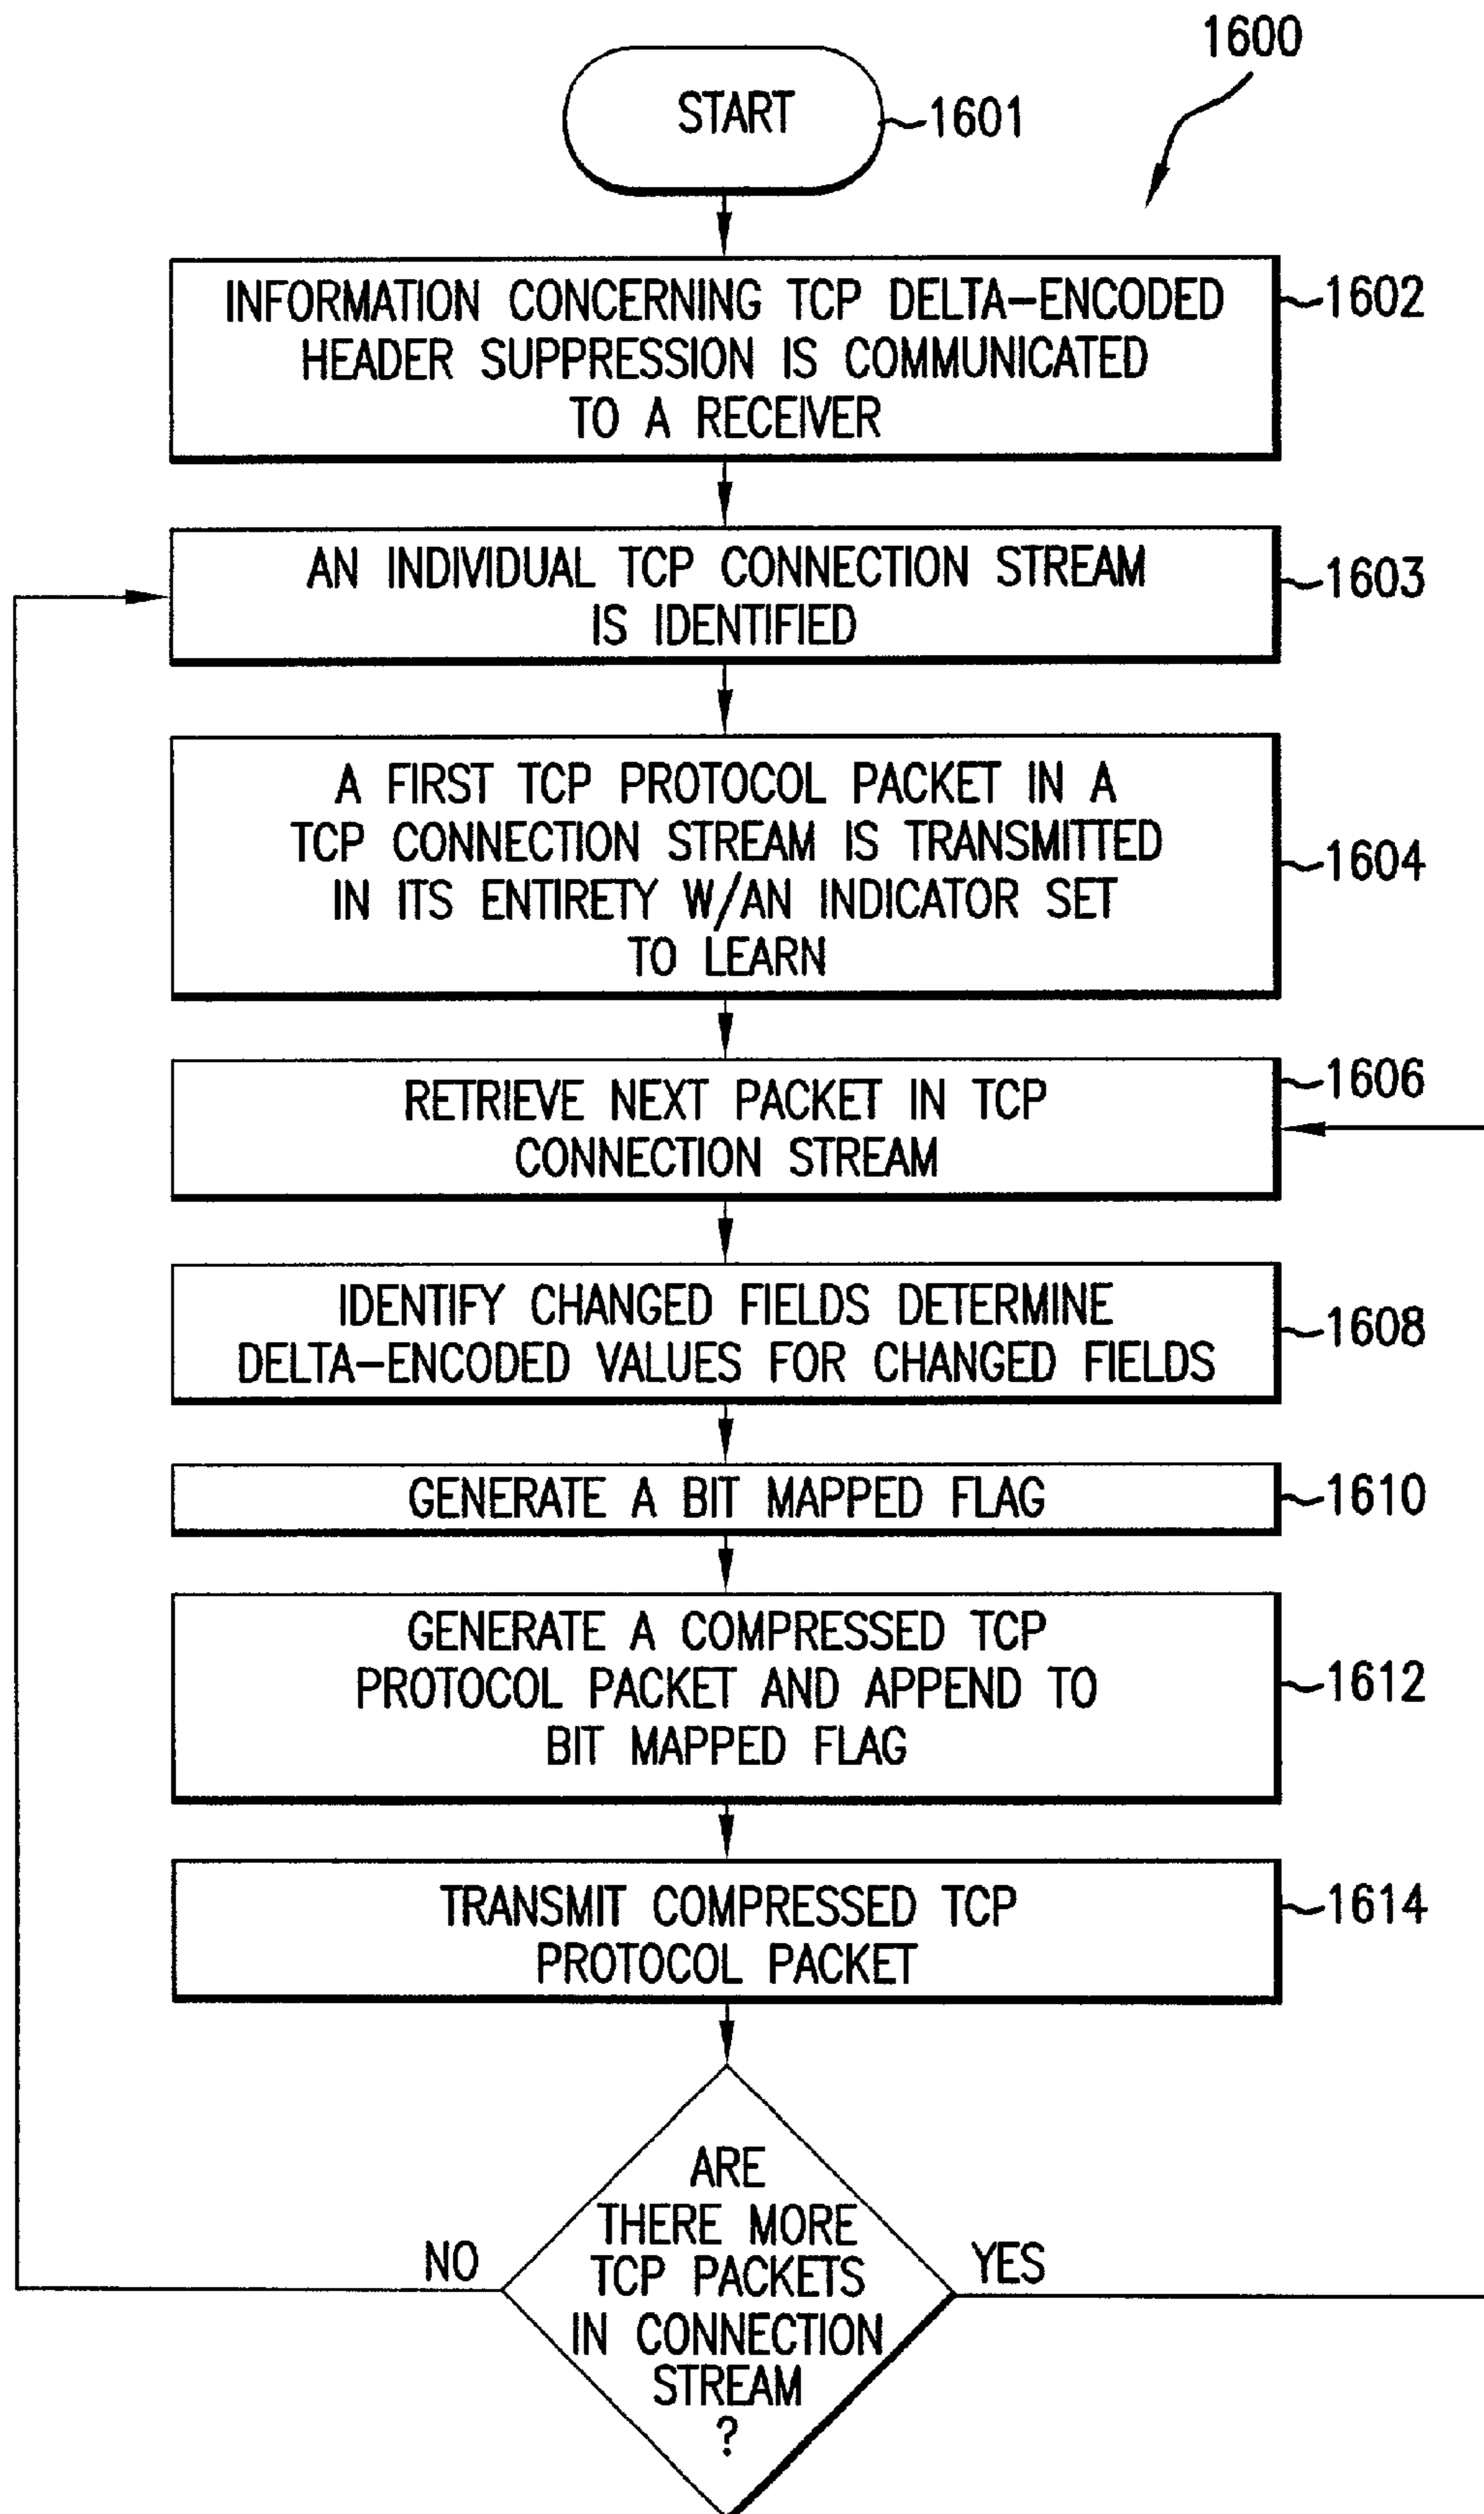 1600
START
1601
INFORMATION CONCERNING TCP DELTA-ENCODED
HEADER SUPPRESSION IS COMMUNICATED
TO A RECEIVER
1602
AN INDIVIDUAL TCP CONNECTION STREAM
IS IDENTIFIED
1603
A FIRST TCP PROTOCOL PACKET IN A
TCP CONNECTION STREAM IS TRANSMITTED
IN ITS ENTIRETY W/AN INDICATOR SET
TO LEARN
1604
RETRIEVE NEXT PACKET IN TCP
CONNECTION STREAM
1606
IDENTIFY CHANGED FIELDS DETERMINE
DELTA-ENCODED VALUES FOR CHANGED FIELDS
1608
GENERATE A BIT MAPPED FLAG
1610
GENERATE A COMPRESSED TCP
PROTOCOL PACKET AND APPEND TO
BIT MAPPED FLAG
1612
TRANSMIT COMPRESSED TCP
PROTOCOL PACKET
1614
ARE
THERE MORE
TCP PACKETS
IN CONNECTION
STREAM
?
NO
YES